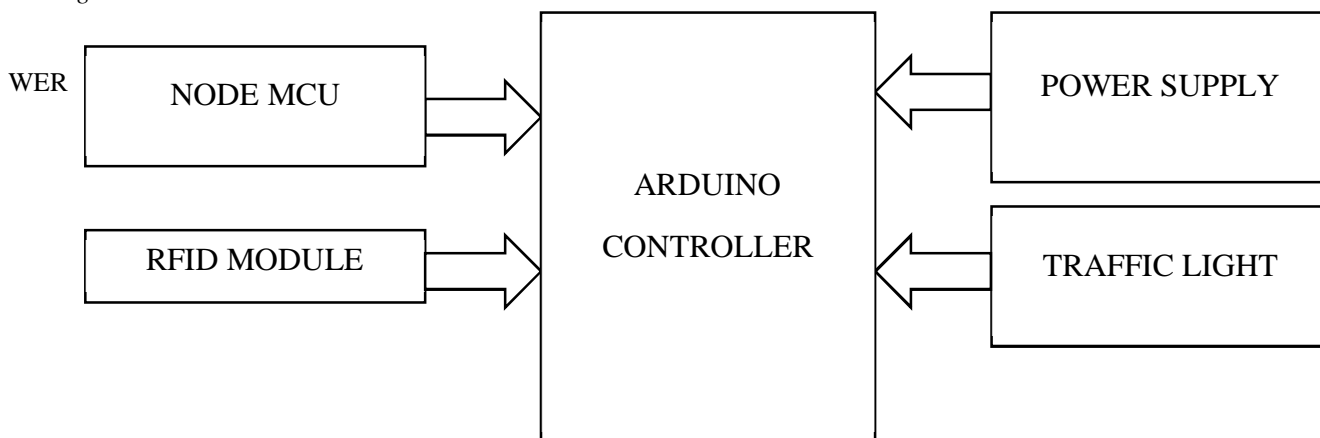 WER
NODE MCU
POWER SUPPLY
ARDUINO
CONTROLLER
RFID MODULE
TRAFFIC LIGHT